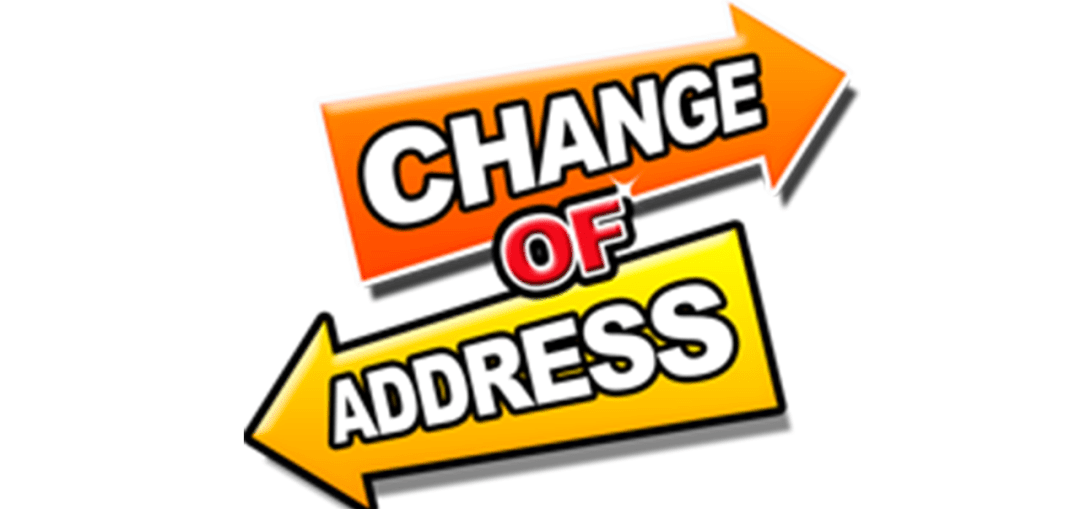 CHANGE
OF
ADDRESS